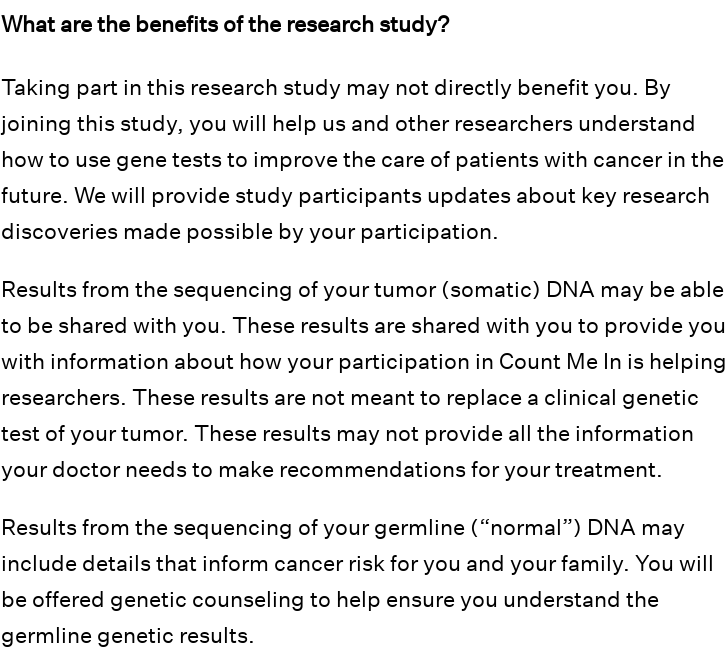 What are the benefits of the research study?
Taking part in this research study may not directly benefit you. By
joining this study, you will help us and other researchers understand
how to use gene tests to improve the care of patients with cancer in the
future. We will provide study participants updates about key research
discoveries made possible by your participation.
Results from the sequencing of your tumor (somatic) DNA may be able
to be shared with you. These results are shared with you to provide you
with information about how your participation in Count Me In is helping
researchers. These results are not meant to replace a clinical genetic
test of your tumor. These results may not provide all the information
your doctor needs to make recommendations for your treatment.
Results from the sequencing of your germline (“normal”) DNA may
include details that inform cancer risk for you and your family. You will
be offered genetic counseling to help ensure you understand the
germline genetic results.